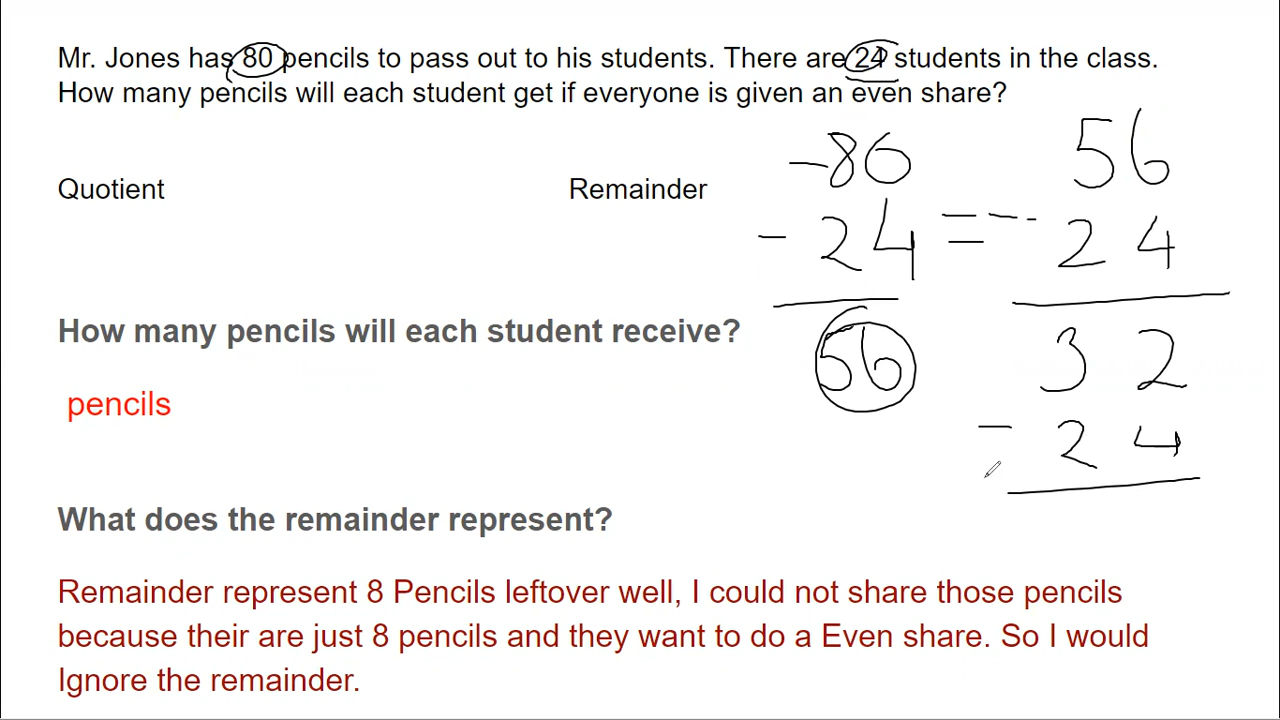 Mr. Jones has 80 pencils to pass out to his students. There are 24 students in the class.
How many pencils will each student get if everyone is given an even share?
Quotient
Remainder
- 86
- 24
56
= - -
56
24
32
- 24
How many pencils will each student receive?
pencils
What does the remainder represent?
Remainder represent 8 Pencils leftover well, I could not share those pencils
because their are just 8 pencils and they want to do a Even share. So I would
Ignore the remainder.